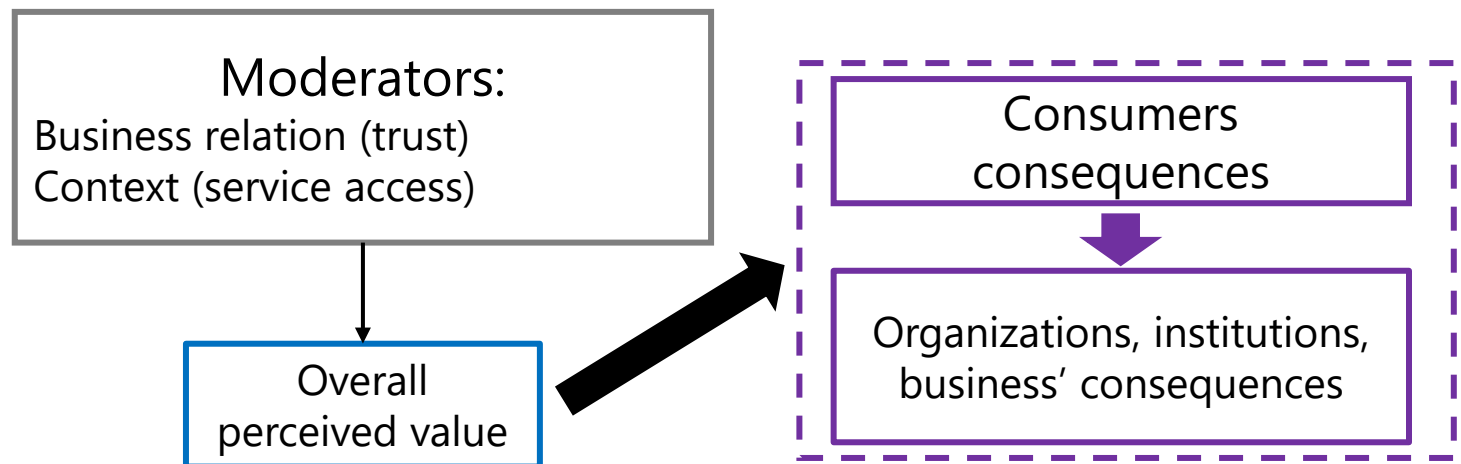 Moderators:
Business relation (trust)
Context (service access)
Overall
perceived value
Consumers
consequences
Organizations, institutions,
business’ consequences